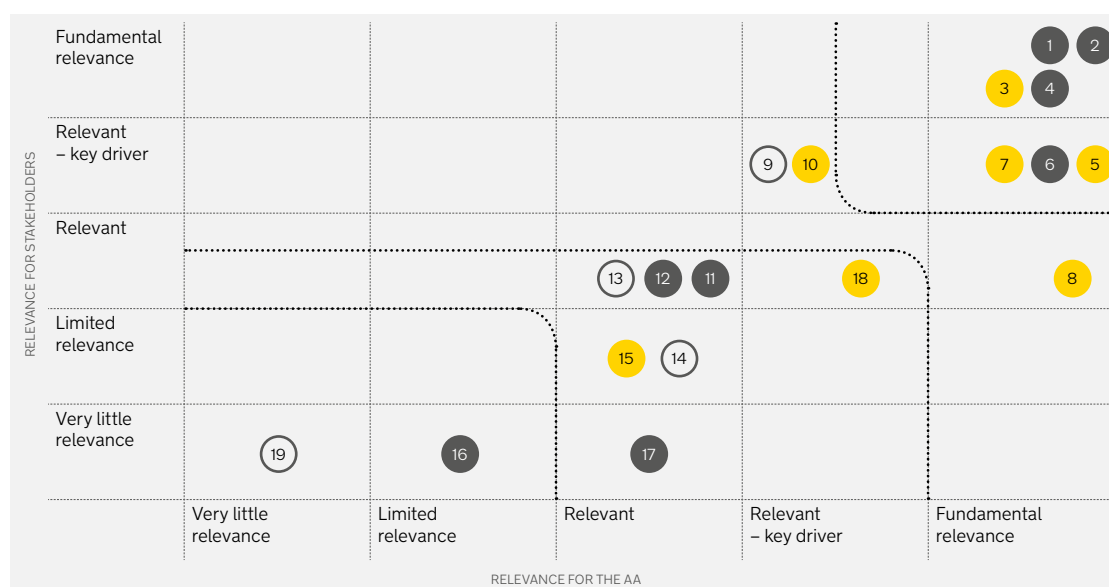 Fundamental
relevance
1
2
3
4
Relevant
– key driver
9
10
7
6
5
Relevant
13
12
11
18
8
Limited
relevance
15
14
Very little
relevance
19
16
17
RELEVANCE FOR STAKEHOLDERS
Very little
relevance
Limited
relevance
Relevant
Relevant
– key driver
Fundamental
relevance
RELEVANCE FOR THE AA